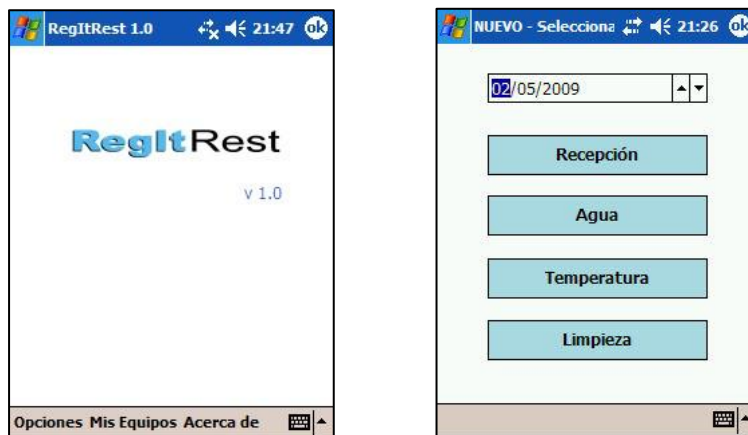 RegItRest 1.0 21:47 ok
RegItRest
v 1.0
Opciones Mis Equipos Acerca de
NUEVO - Selecciona 21:26 ok
02/05/2009
Recepción
Agua
Temperatura
Limpieza